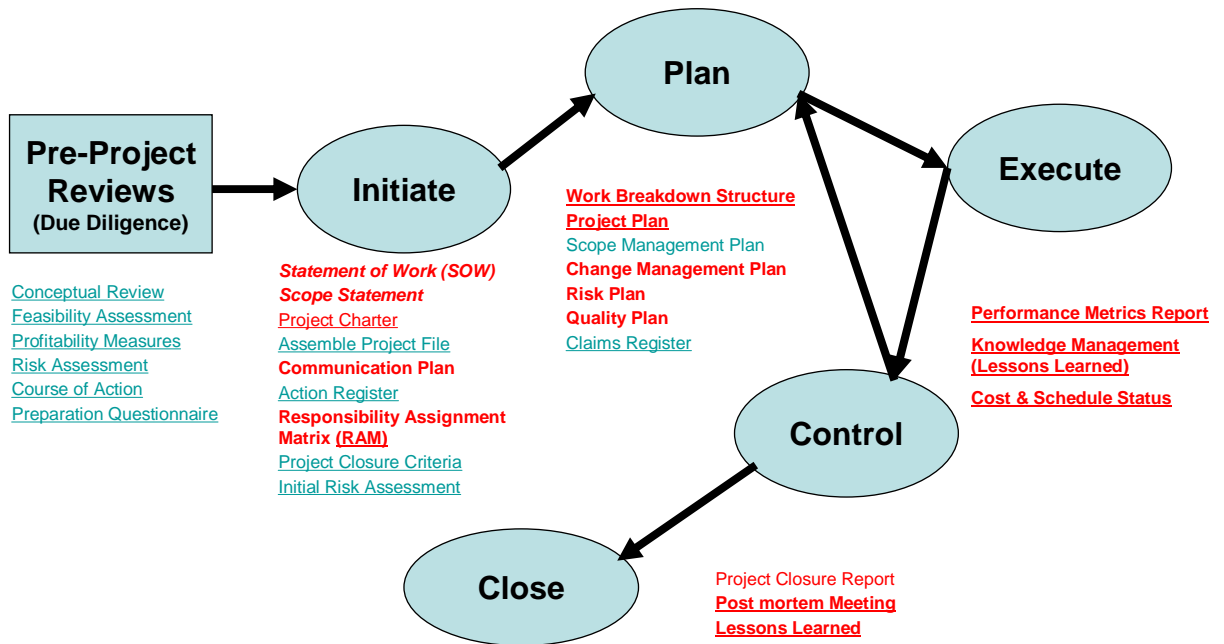 Pre-Project
Reviews
(Due Diligence)
Conceptual Review
Feasibility Assessment
Profitability Measures
Risk Assessment
Course of Action
Preparation Questionnaire
Initiate
Statement of Work (SOW)
Scope Statement
Project Charter
Assemble Project File
Communication Plan
Action Register
Responsibility Assignment
Matrix (RAM)
Project Closure Criteria
Initial Risk Assessment
Plan
Work Breakdown Structure
Project Plan
Scope Management Plan
Change Management Plan
Risk Plan
Quality Plan
Claims Register
Execute
Performance Metrics Report
Knowledge Management
(Lessons Learned)
Cost & Schedule Status
Control
Close
Project Closure Report
Post mortem Meeting
Lessons Learned